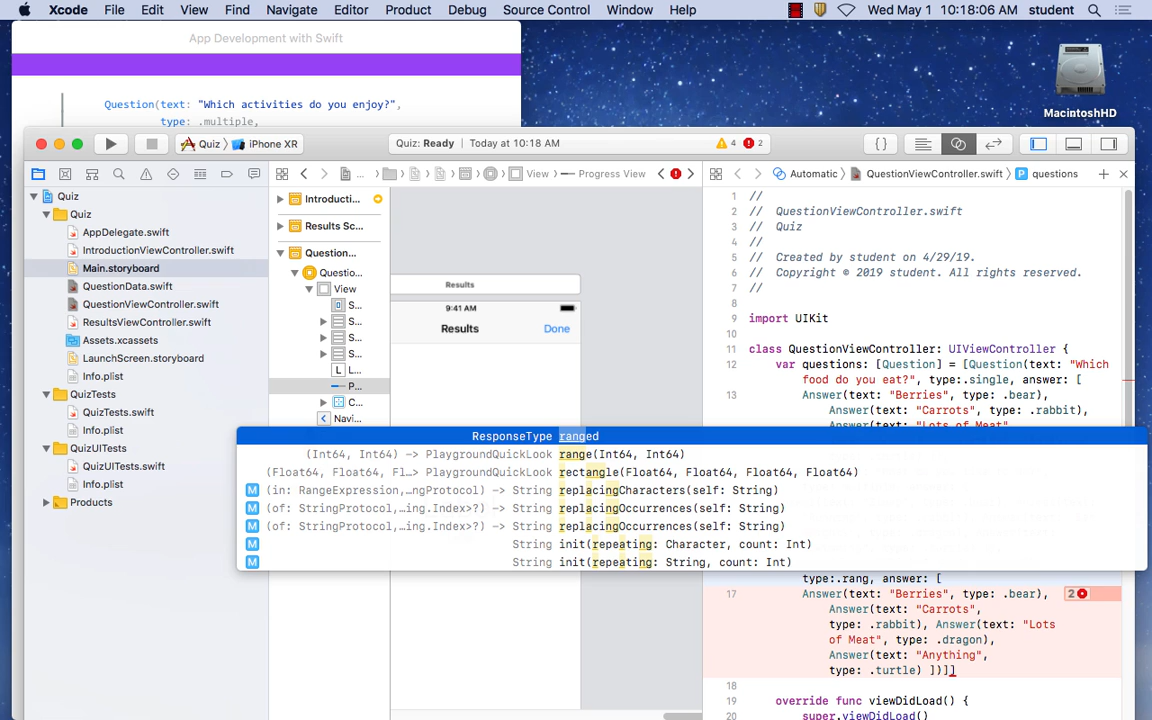 Xcode File Edit View Find Navigate Editor Product Debug Source Control Window Help Wed May 1 10:18:06 AM student
App Development with Swift
MacintoshHD
Question(text: "Which activities do you enjoy?",
type: .multiple,
Quiz iPhone XR Quiz: Ready Today at 10:18 AM 4 2 { }
View Progress View Automatic QuestionViewController.swift P questions
Quiz
Quiz
AppDelegate.swift
IntroductionViewController.swift
Main.storyboard
QuestionData.swift
QuestionViewController.swift
ResultsViewController.swift
Assets.xcassets
LaunchScreen.storyboard
Info.plist
QuizTests
QuizTests.swift
Info.plist
QuizUITests
QuizUITests.swift
Info.plist
Products
Introducti...
Results Sc...
Question...
Questio...
View
S...
S...
S...
S...
L L...
P...
C...
Navi...
Results
9:41 AM
Results Done
1 //
2 // QuestionViewController.swift
3 // Quiz
4 //
5 // Created by student on 4/29/19.
6 // Copyright © 2019 student. All rights reserved.
7 //
8
9 import UIKit
10
11 class QuestionViewController: UIViewController {
12 var questions: [Question] = [Question(text: "Which
food do you eat?", type:.single, answer: [
13 Answer(text: "Berries", type: .bear),
Answer(text: "Carrots", type: .rabbit),
Answer(text: "Lots of Meat",
ResponseType ranged
(Int64, Int64) -> PlaygroundQuickLook range(Int64, Int64)
(Float64, Float64, Fl...> PlaygroundQuickLook rectangle(Float64, Float64, Float64, Float64)
M (in: RangeExpression,…ngProtocol) -> String replacingCharacters(self: String)
M (of: StringProtocol,…ing.Index>?) -> String replacingOccurrences(self: String)
M (of: StringProtocol,…ing.Index>?) -> String replacingOccurrences(self: String)
M String init(repeating: Character, count: Int)
M String init(repeating: String, count: Int)
type:.rang, answer: [
17 Answer(text: "Berries", type: .bear), 2
Answer(text: "Carrots",
type: .rabbit), Answer(text: "Lots
of Meat", type: .dragon),
Answer(text: "Anything",
type: .turtle) ])]]
18
19 override func viewDidLoad() {
20 super.viewDidLoad()